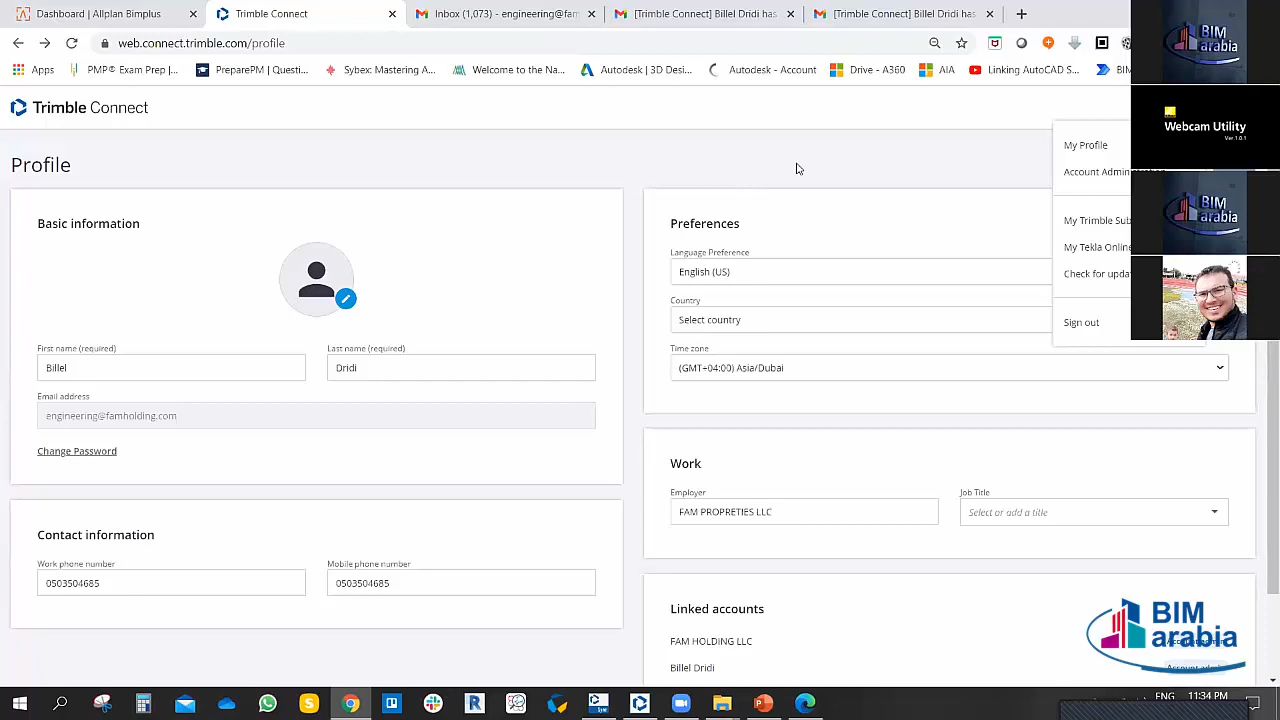 Dashboard | Allplan Bimplus
Trimble Connect
Inbox (1,073) - engineering@fam
[Trimble Connect] Billel Dridi has
[Trimble Connect] Billel Dridi has
web.connect.trimble.com/profile
Apps
PMP® Exam Prep |...
PreparePM | Questi...
Sybex: Mastering ...
Welcome to the Na...
Autodesk | 3D Desi...
Autodesk - Account
Drive - A360
AIA
Linking AutoCAD S...
BIM
Trimble Connect
BIM arabia
Webcam Utility
Ver.1.0.1
BIM arabia
My Profile
Account Admin
My Trimble Sub
My Tekla Online
Check for upda
Sign out
Profile
Basic information
First name (required)
Billel
Last name (required)
Dridi
Email address
engineering@famholding.com
Change Password
Contact information
Work phone number
0503504685
Mobile phone number
0503504685
Preferences
Language Preference
English (US)
Country
Select country
Time zone
(GMT+04:00) Asia/Dubai
Work
Employer
FAM PROPRETIES LLC
Job Title
Select or add a title
Linked accounts
FAM HOLDING LLC
Billel Dridi
BIM
arabia
ENG
11:34 PM